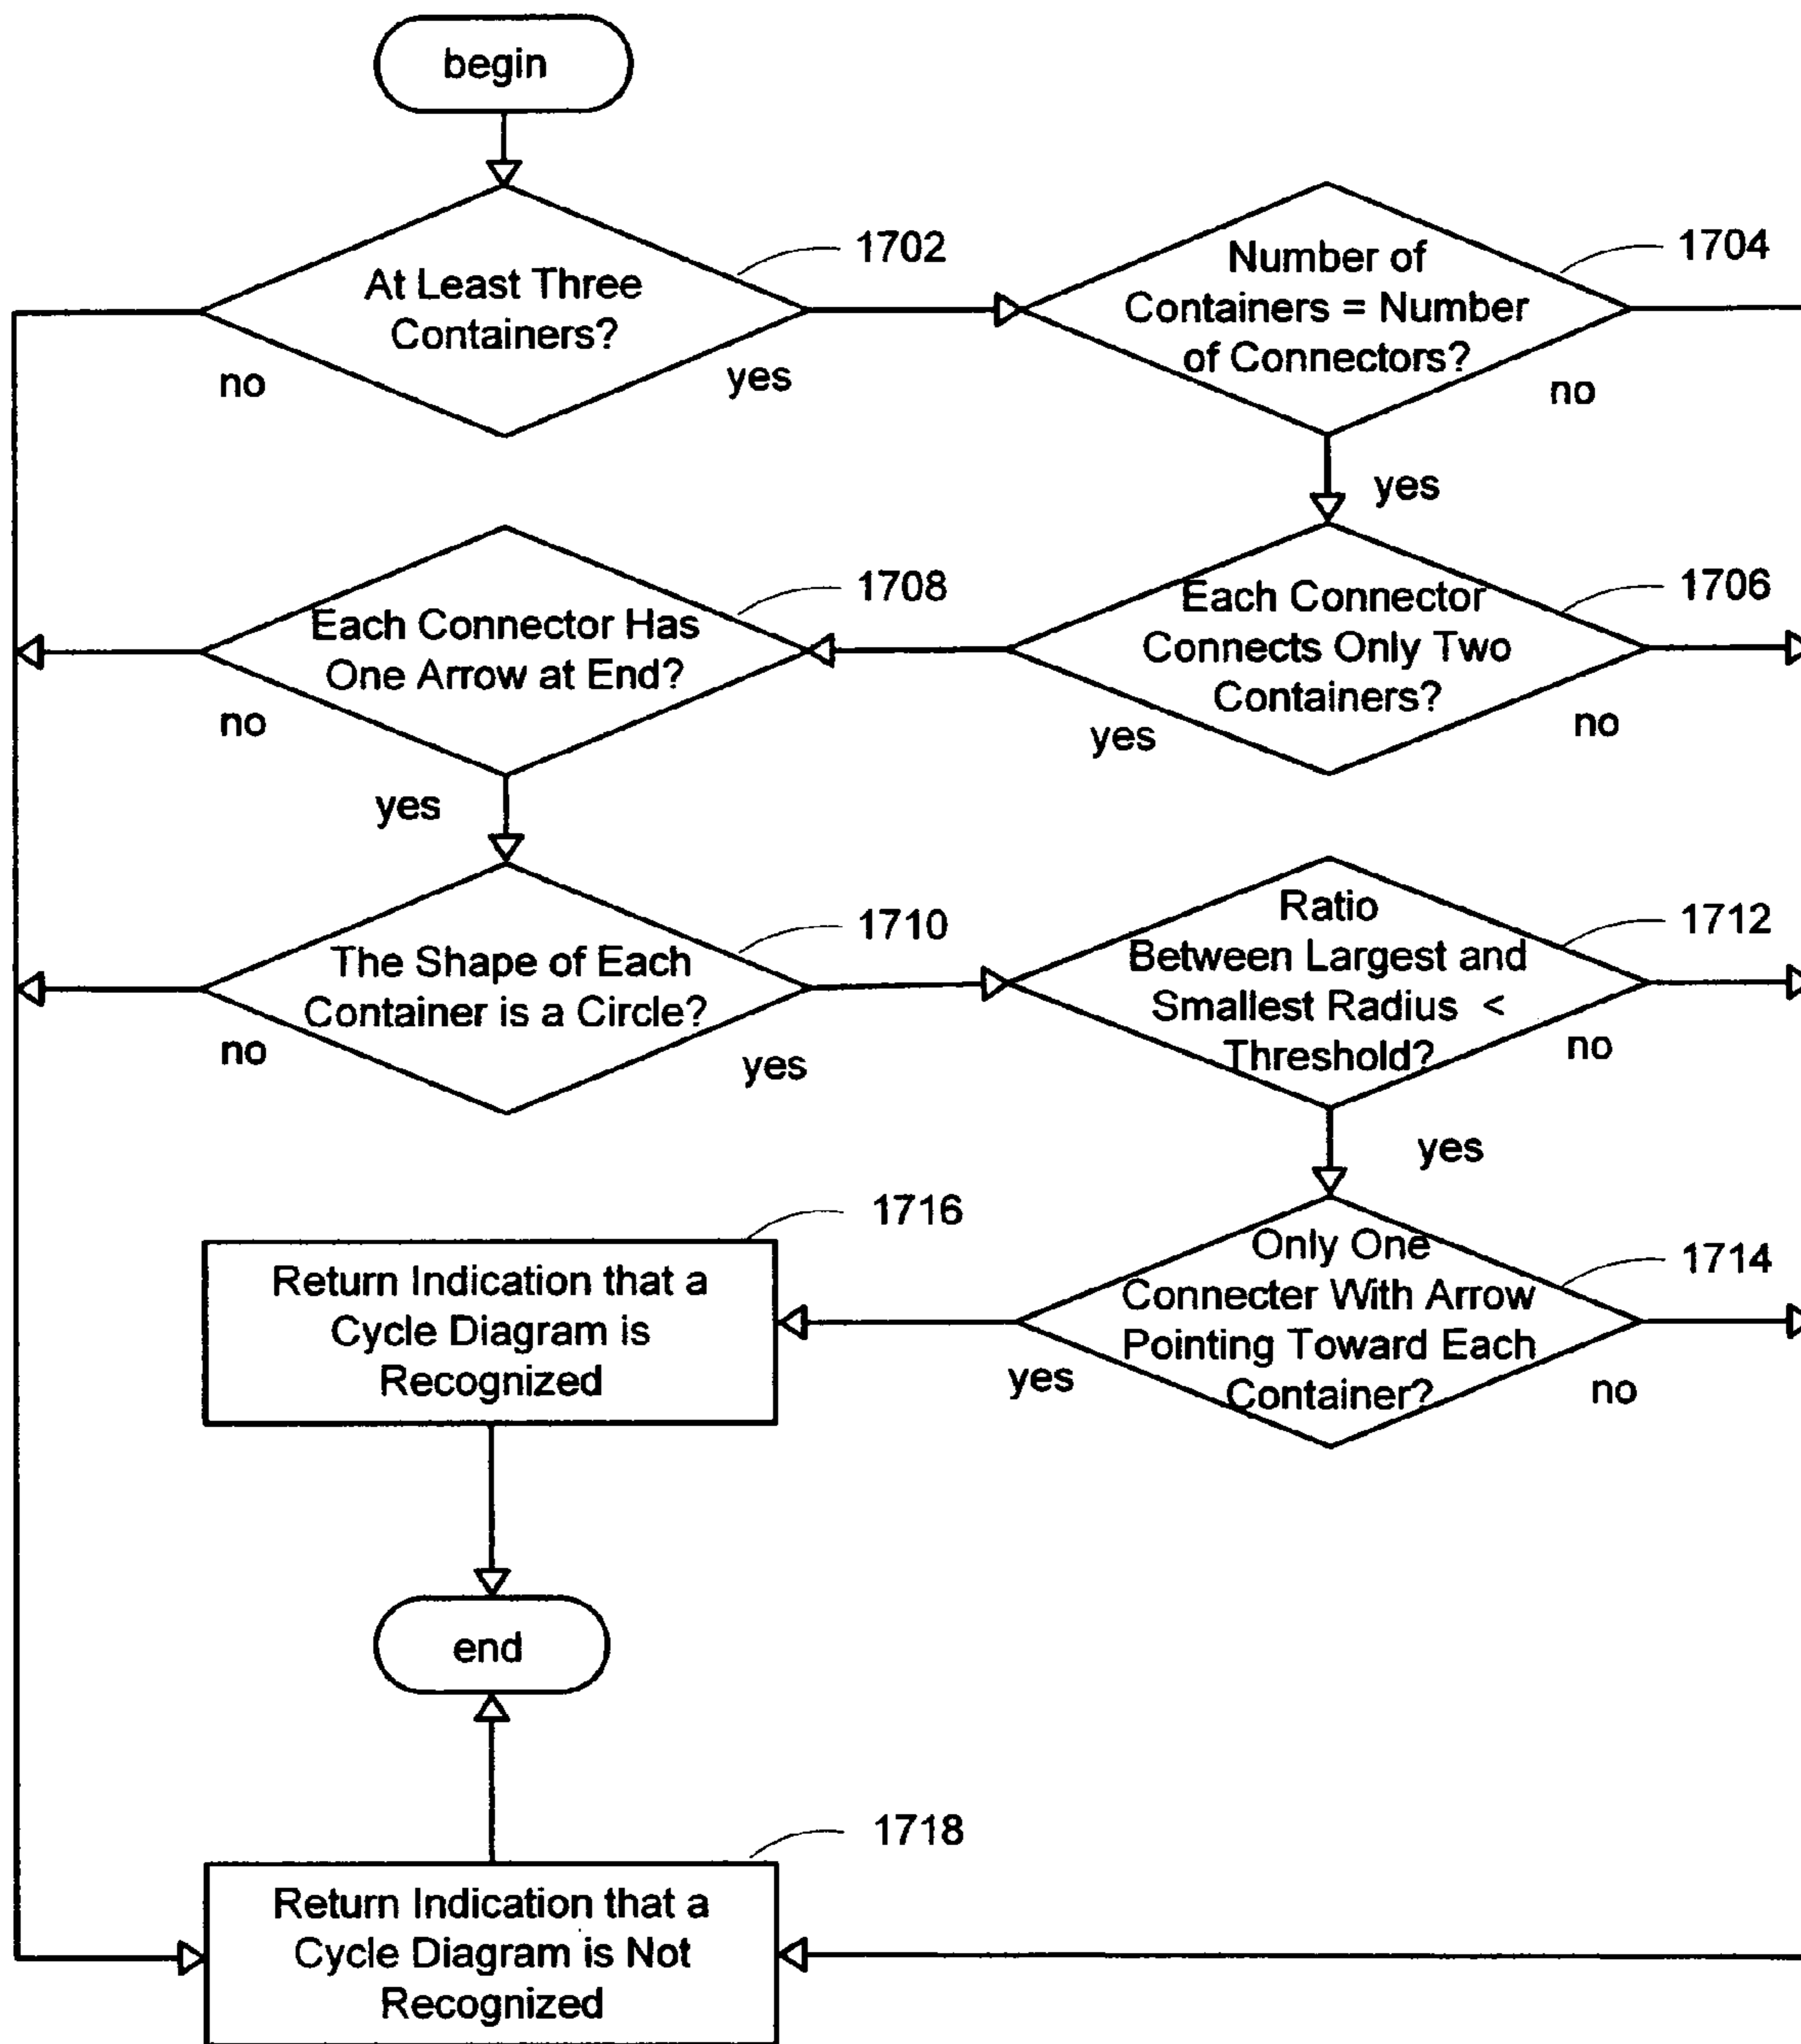 begin
At Least Three
Containers?
1702
no
yes
Number of
Containers = Number
of Connectors?
1704
no
yes
Each Connector
Connects Only Two
Containers?
1706
yes
no
Each Connector Has
One Arrow at End?
1708
no
yes
The Shape of Each
Container is a Circle?
1710
no
yes
Ratio
Between Largest and
Smallest Radius <
Threshold?
1712
no
yes
Only One
Connecter With Arrow
Pointing Toward Each
Container?
1714
yes
no
1716
Return Indication that a
Cycle Diagram is
Recognized
end
1718
Return Indication that a
Cycle Diagram is Not
Recognized